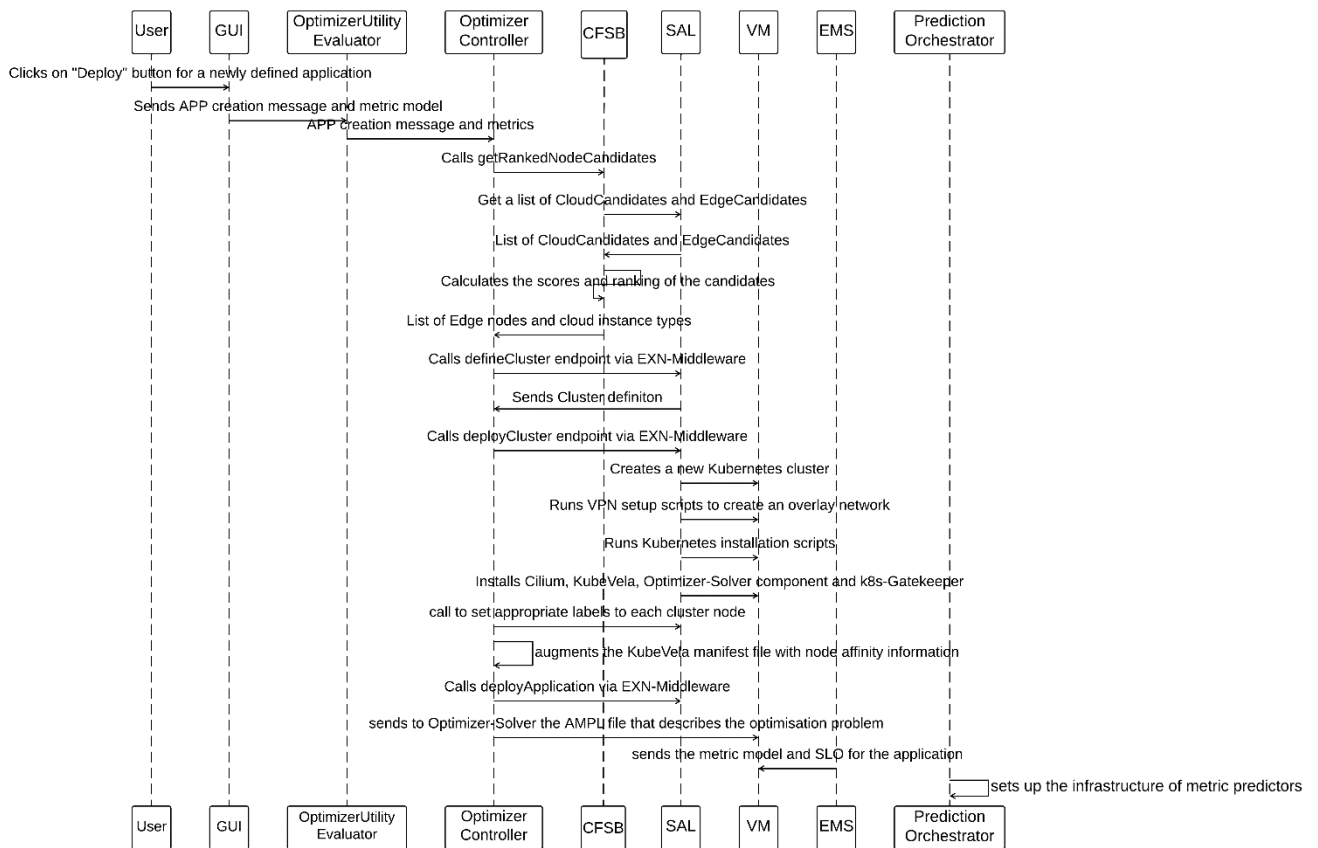 User
GUI
OptimizerUtility
Evaluator
Optimizer
Controller
CFSB
SAL
VM
EMS
Prediction
Orchestrator
Clicks on "Deploy" button for a newly defined application
Sends APP creation message and metric model
APP creation message and metrics
Calls getRankedNodeCandidates
Get a list of CloudCandidates and EdgeCandidates
List of CloudCandidates and EdgeCandidates
Calculates the scores and ranking of the candidates
List of Edge nodes and cloud instance types
Calls defineCluster endpoint via EXN-Middleware
Sends Cluster definiton
Calls deployCluster endpoint via EXN-Middleware
Creates a new Kubernetes cluster
Runs VPN setup scripts to create an overlay network
Runs Kubernetes installation scripts
Installs Cilium, KubeVela, Optimizer-Solver component and k8s-Gatekeeper
call to set appropriate labels to each cluster node
augments the KubeVela manifest file with node affinity information
Calls deployApplication via EXN-Middleware
sends to Optimizer-Solver the AMPL file that describes the optimisation problem
sends the metric model and SLO for the application
sets up the infrastructure of metric predictors
User
GUI
OptimizerUtility
Evaluator
Optimizer
Controller
CFSB
SAL
VM
EMS
Prediction
Orchestrator